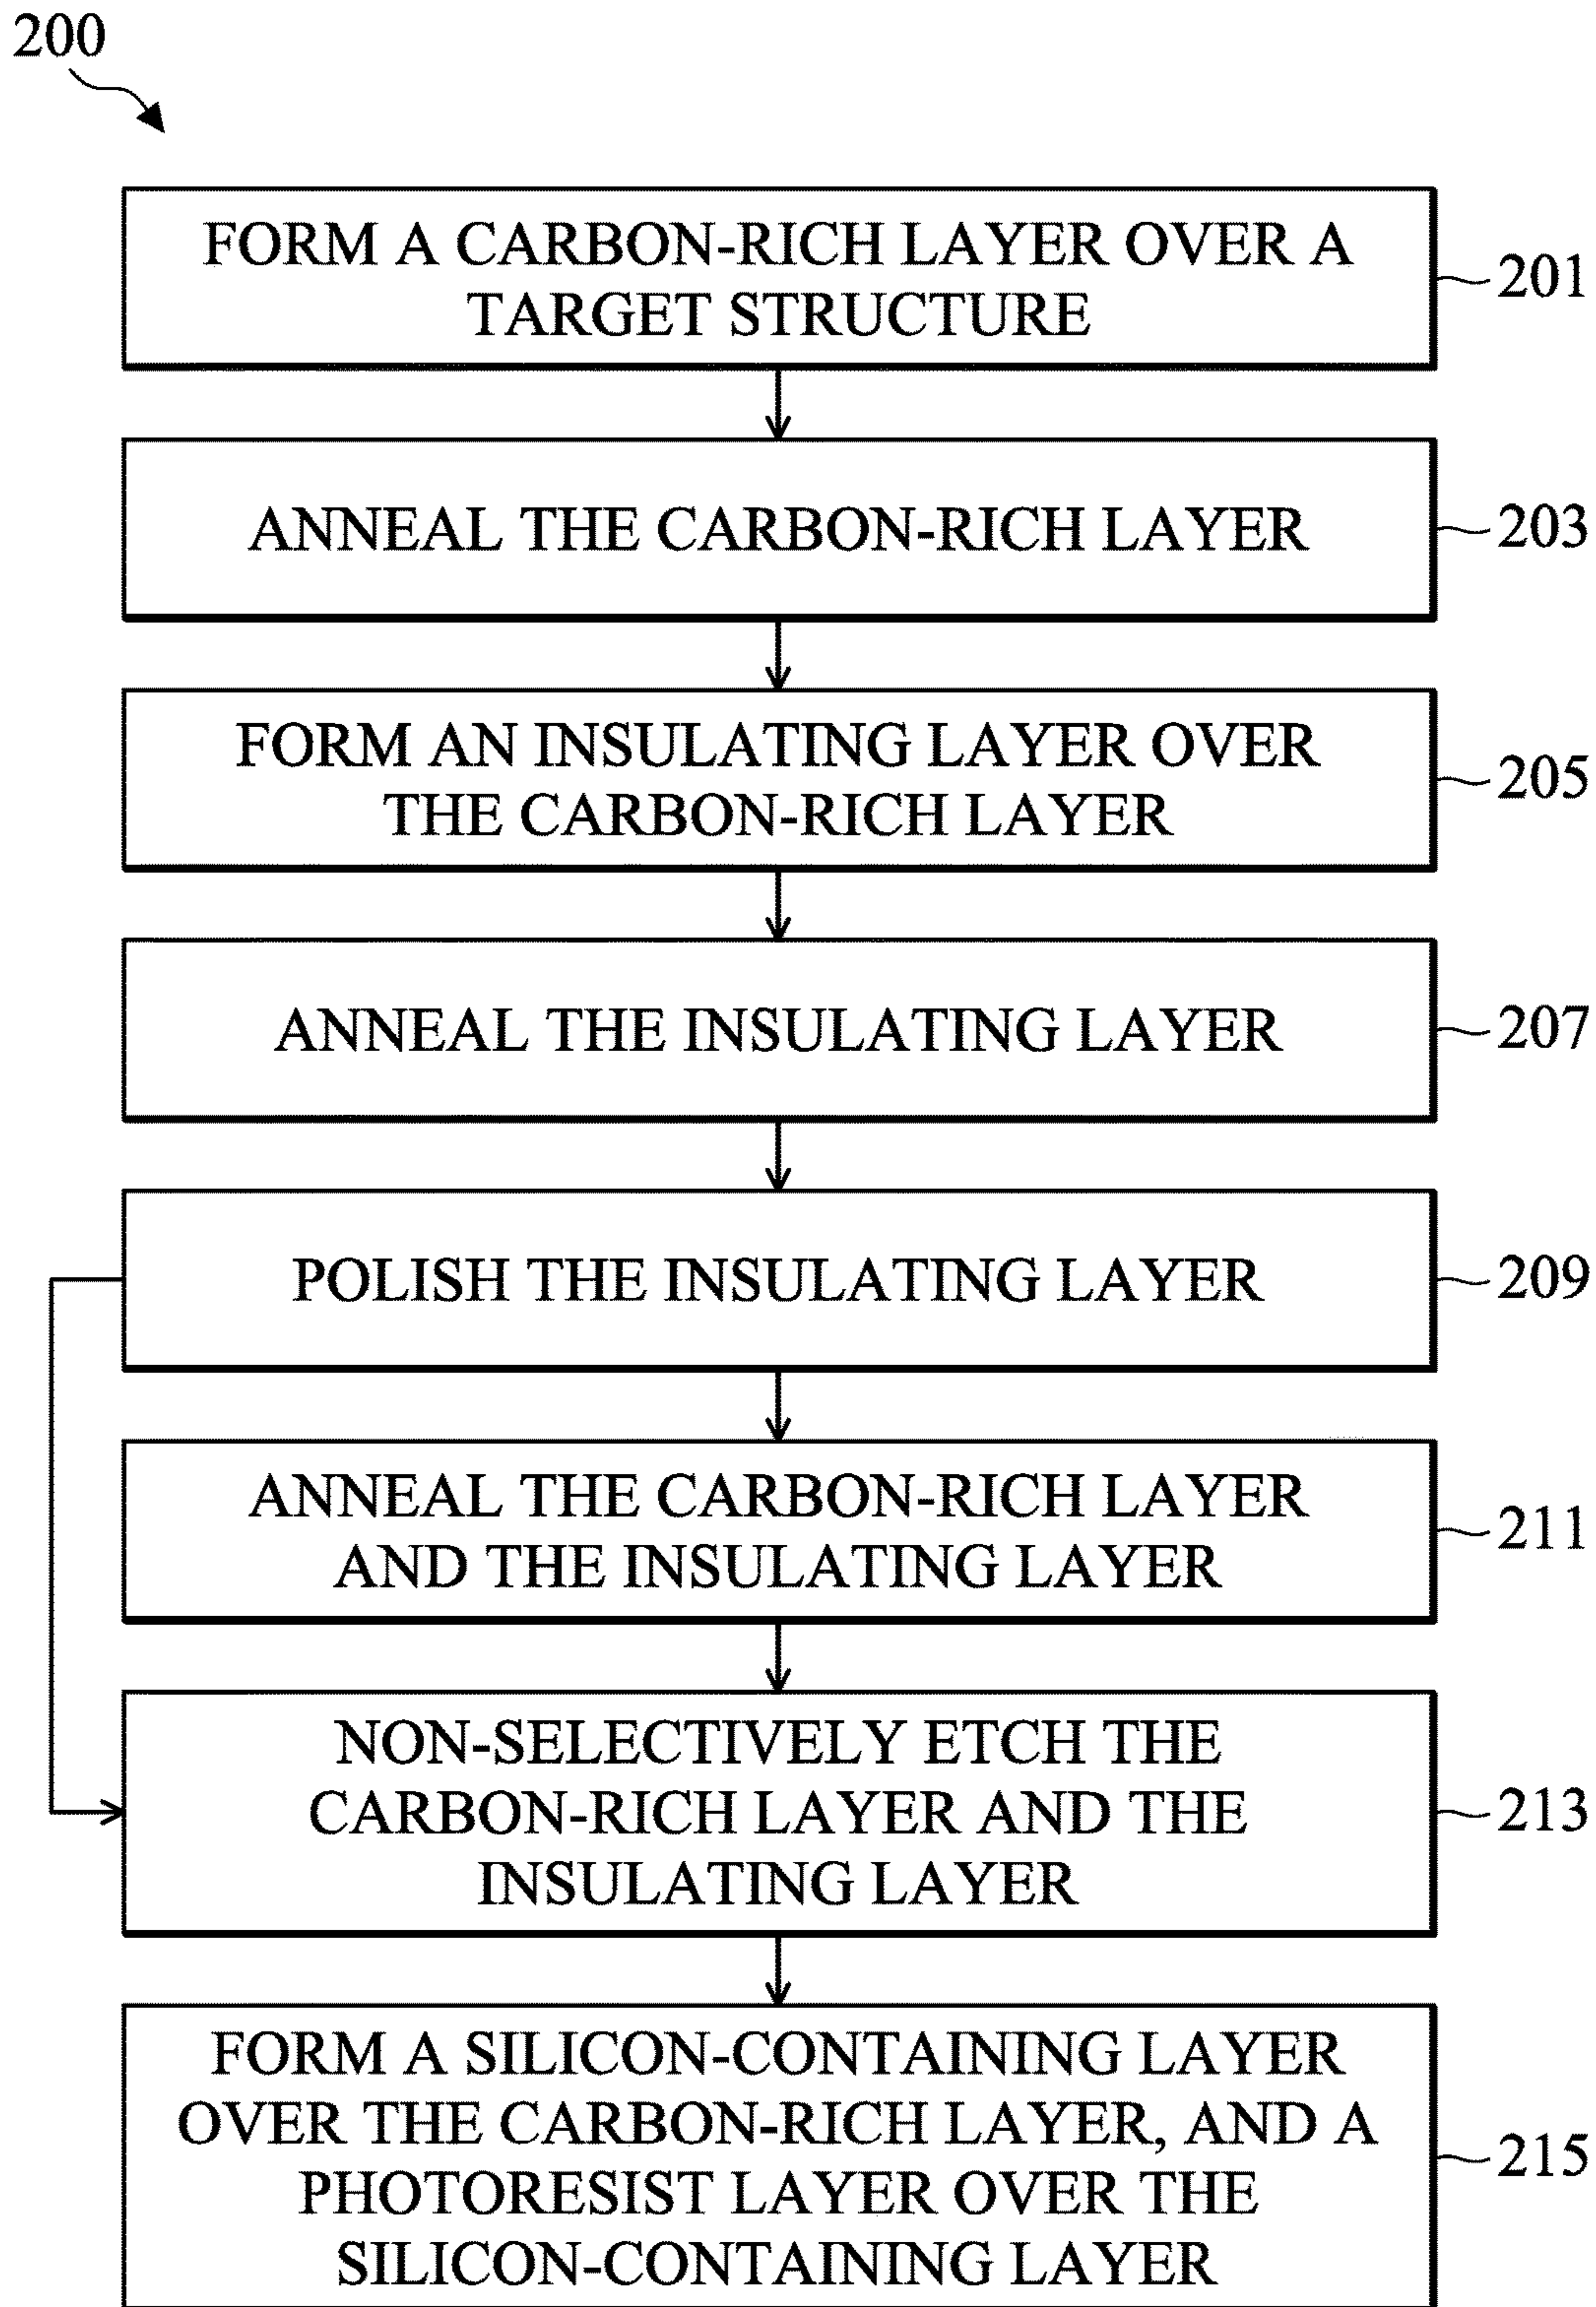 200
FORM A CARBON-RICH LAYER OVER A
TARGET STRUCTURE
201
ANNEAL THE CARBON-RICH LAYER
203
FORM AN INSULATING LAYER OVER
THE CARBON-RICH LAYER
205
ANNEAL THE INSULATING LAYER
207
POLISH THE INSULATING LAYER
209
ANNEAL THE CARBON-RICH LAYER
AND THE INSULATING LAYER
211
NON-SELECTIVELY ETCH THE
CARBON-RICH LAYER AND THE
INSULATING LAYER
213
FORM A SILICON-CONTAINING LAYER
OVER THE CARBON-RICH LAYER, AND A
PHOTORESIST LAYER OVER THE
SILICON-CONTAINING LAYER
215